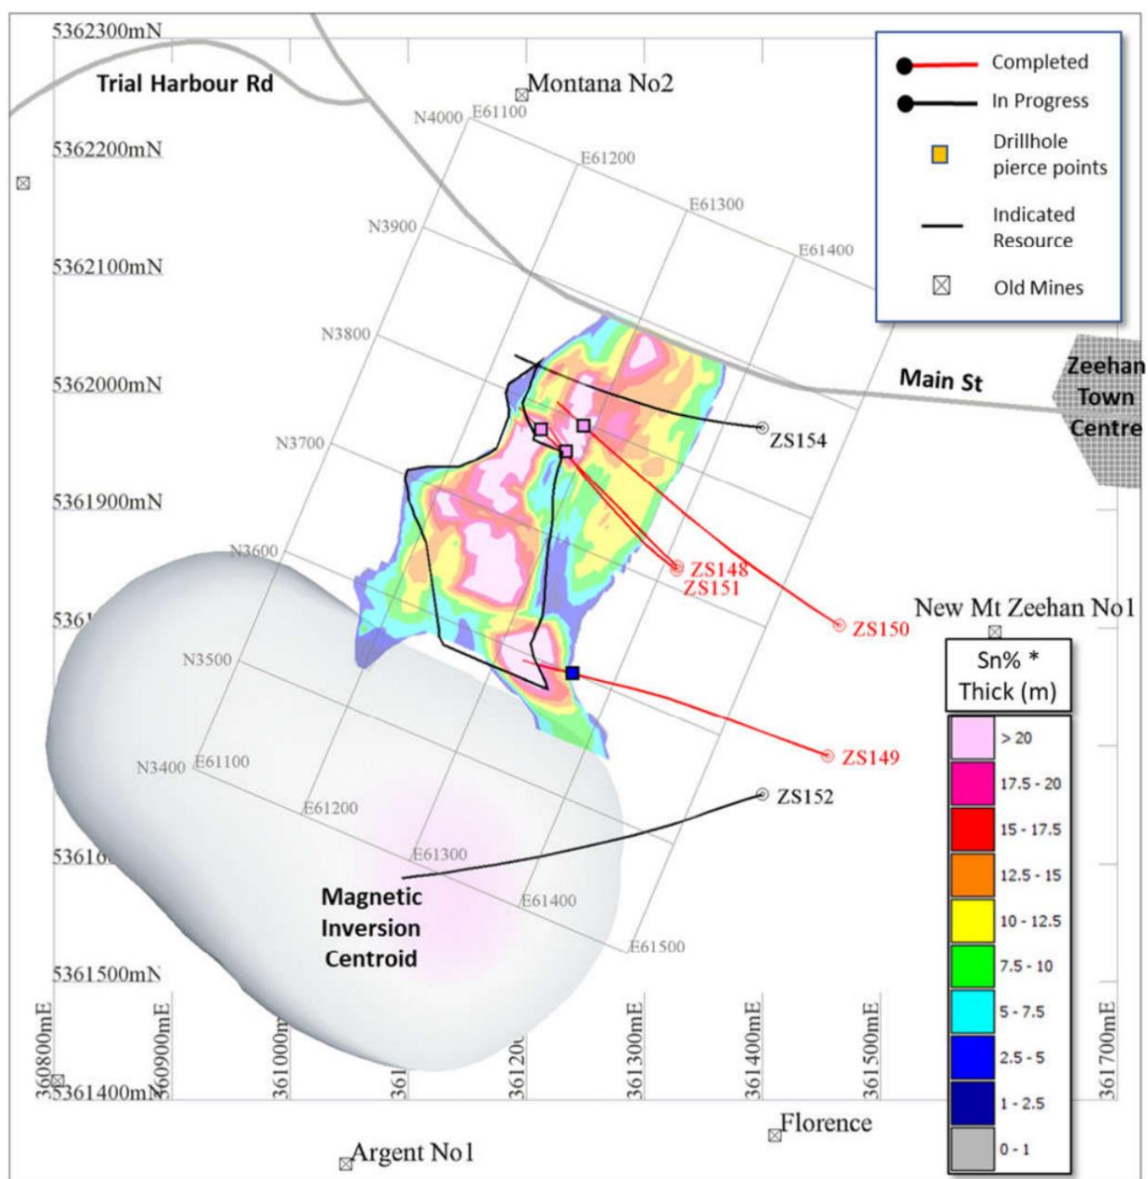 5362300mN
Trial Harbour Rd
Montana No2
Completed
In Progress
Drillhole
pierce points
Indicated
Resource
Old Mines
N4000
E61100
5362200mN
E61200
E61300
N3900
E61400
5362100mN
N3800
5362000mN
Main St
Zeehan
Town
Centre
ZS154
N3700
5361900mN
N3600
ZS148
ZS151
New Mt Zeehan No1
ZS150
N3500
Sn% *
Thick (m)
> 20
17.5 - 20
15 - 17.5
12.5 - 15
10 - 12.5
7.5 - 10
5 - 7.5
2.5 - 5
1 - 2.5
0 - 1
ZS149
N3400
E61100
ZS152
E61200
E61300
E61400
E61500
Magnetic
Inversion
Centroid
5361500mN
360800mE
360900mE
361300mE
361400mE
361500mE
361700mE
5361400mN
Florence
Argent No1